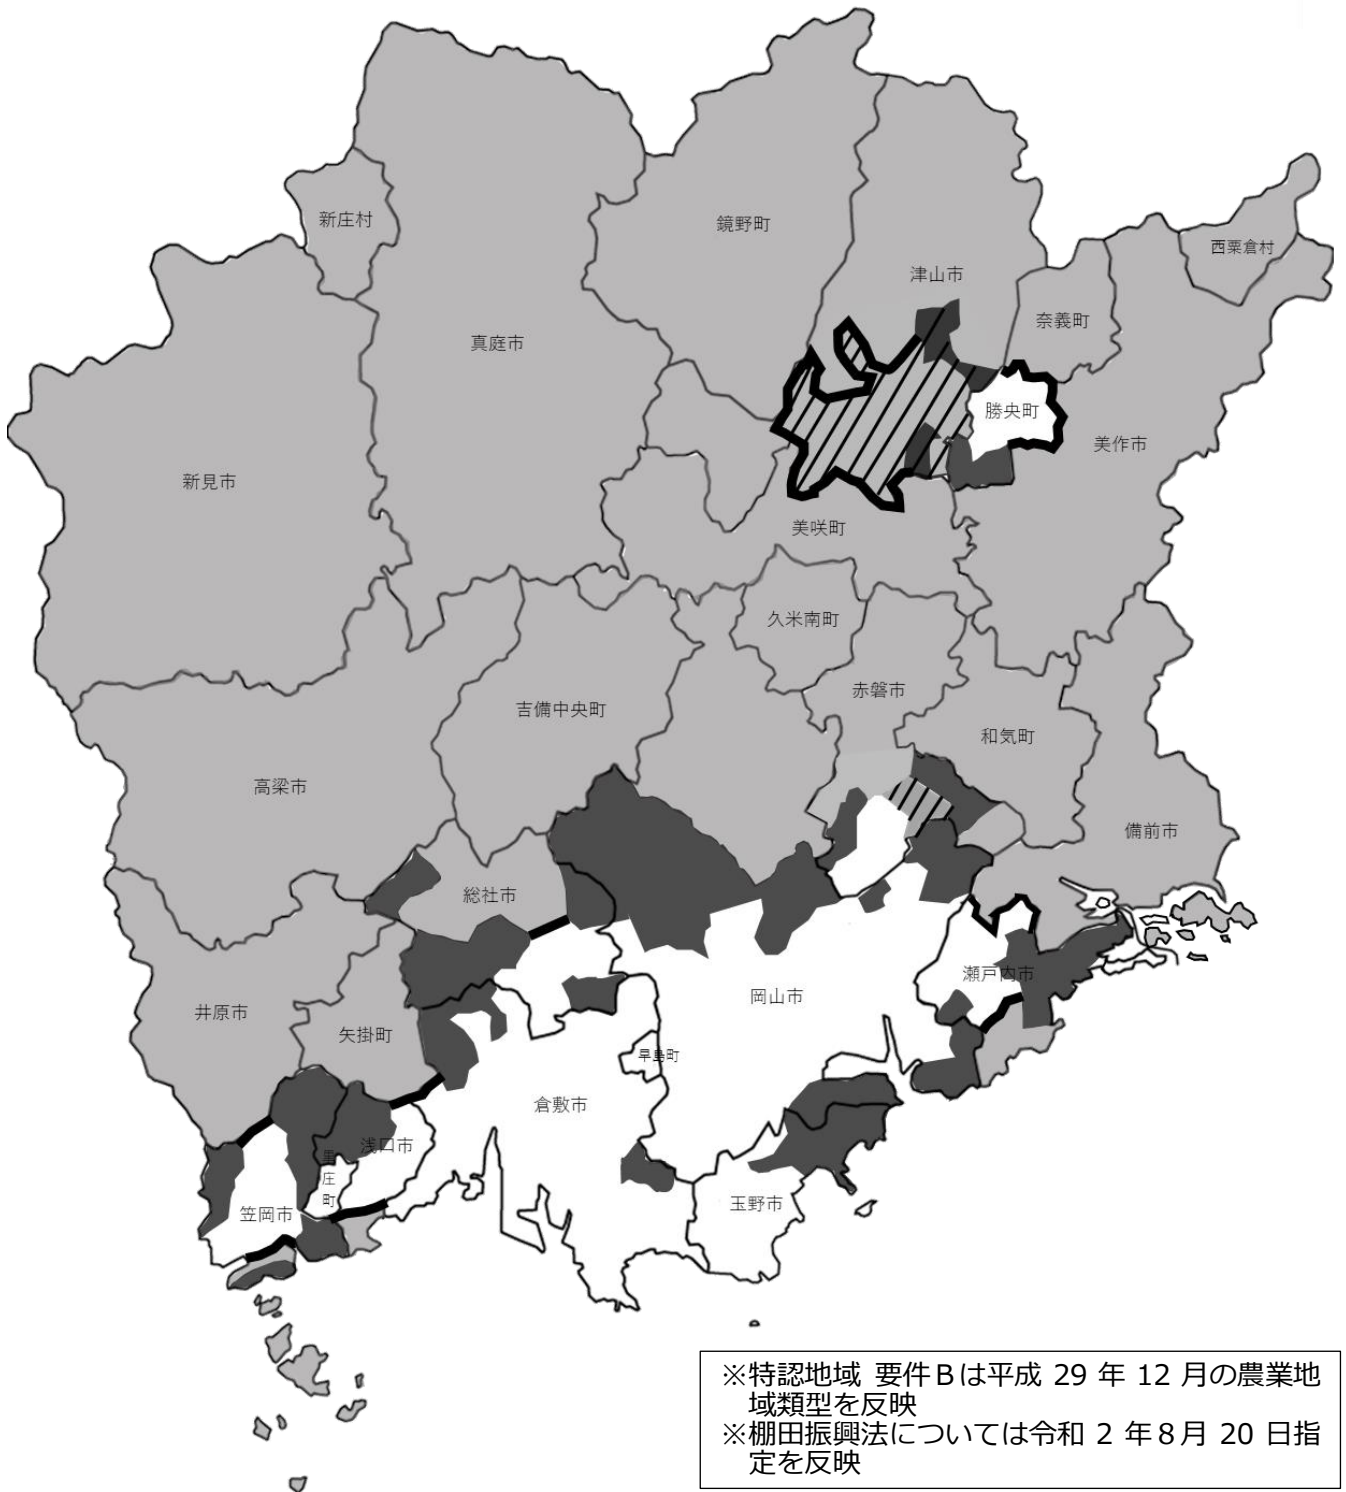 新庄村
鏡野町
西粟倉村
津山市
奈義町
真庭市
勝央町
美作市
新見市
美咲町
久米南町
赤磐市
吉備中央町
和気町
高梁市
備前市
総社市
瀬戸内市
岡山市
井原市
矢掛町
早島町
倉敷市
浅口市
里
庄
町
玉野市
笠岡市
※特認地域 要件Bは平成 29 年 12 月の農業地
域類型を反映
※棚田振興法については令和 2 年8月 20 日指
定を反映